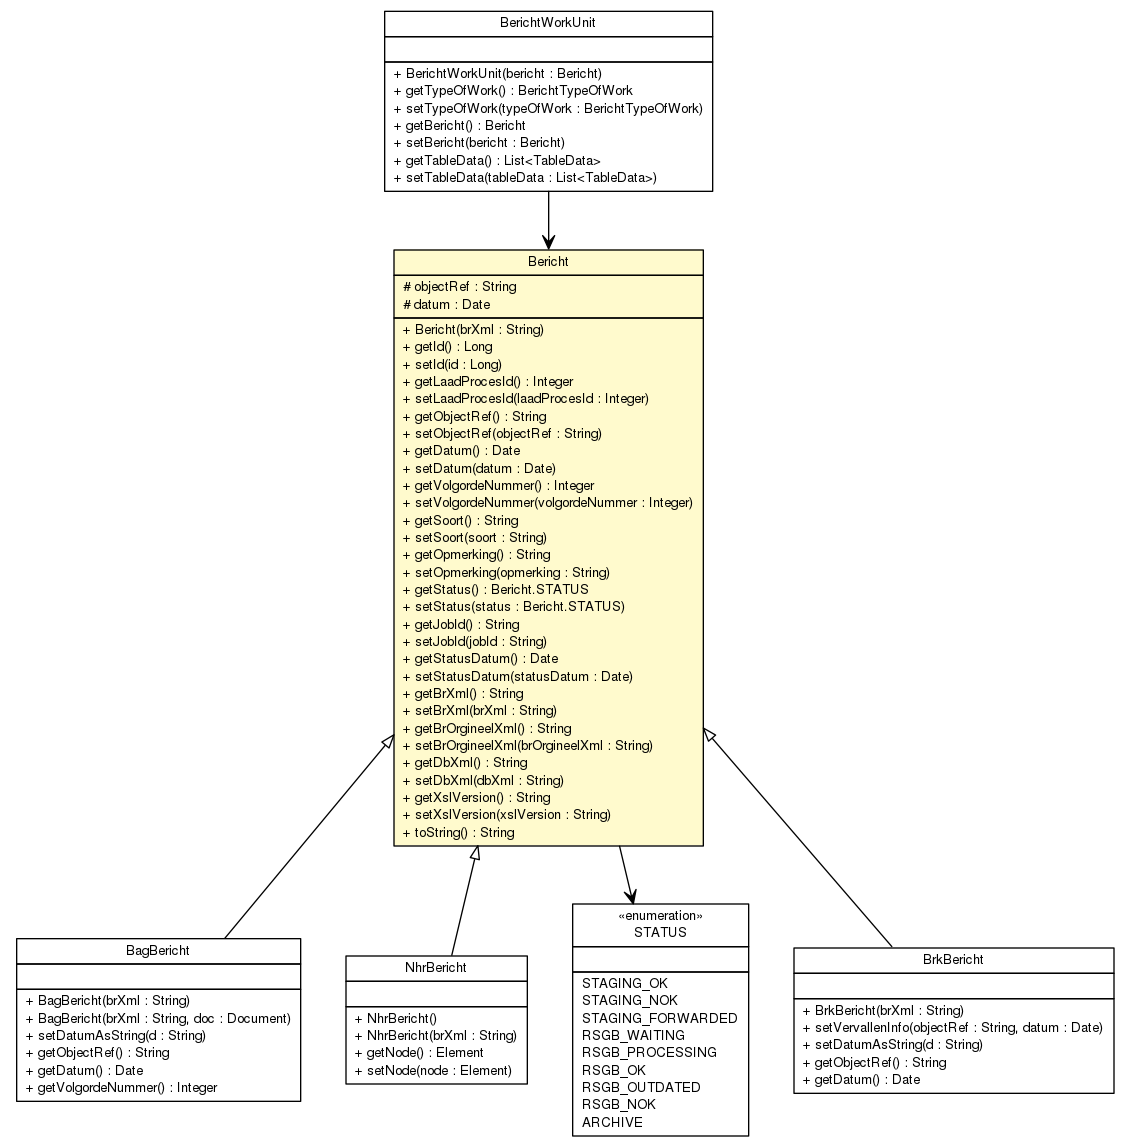 BerichtWorkUnit
+ BerichtWorkUnit(bericht : Bericht)
+ getTypeOfWork() : BerichtTypeOfWork
+ setTypeOfWork(typeOfWork : BerichtTypeOfWork)
+ getBericht() : Bericht
+ setBericht(bericht : Bericht)
+ getTableData() : List<TableData>
+ setTableData(tableData : List<TableData>)
Bericht
# objectRef : String
# datum : Date
+ Bericht(brXml : String)
+ getId() : Long
+ setId(id : Long)
+ getLaadProcesId() : Integer
+ setLaadProcesId(laadProcesId : Integer)
+ getObjectRef() : String
+ setObjectRef(objectRef : String)
+ getDatum() : Date
+ setDatum(datum : Date)
+ getVolgordeNummer() : Integer
+ setVolgordeNummer(volgordeNummer : Integer)
+ getSoort() : String
+ setSoort(soort : String)
+ getOpmerking() : String
+ setOpmerking(opmerking : String)
+ getStatus() : Bericht.STATUS
+ setStatus(status : Bericht.STATUS)
+ getJobId() : String
+ setJobId(jobId : String)
+ getStatusDatum() : Date
+ setStatusDatum(statusDatum : Date)
+ getBrXml() : String
+ setBrXml(brXml : String)
+ getBrOrgineelXml() : String
+ setBrOrgineelXml(brOrgineelXml : String)
+ getDbXml() : String
+ setDbXml(dbXml : String)
+ getXslVersion() : String
+ setXslVersion(xslVersion : String)
+ toString() : String
BagBericht
+ BagBericht(brXml : String)
+ BagBericht(brXml : String, doc : Document)
+ setDatumAsString(d : String)
+ getObjectRef() : String
+ getDatum() : Date
+ getVolgordeNummer() : Integer
NhrBericht
+ NhrBericht()
+ NhrBericht(brXml : String)
+ getNode() : Element
+ setNode(node : Element)
«enumeration»
STATUS
STAGING_OK
STAGING_NOK
STAGING_FORWARDED
RSGB_WAITING
RSGB_PROCESSING
RSGB_OK
RSGB_OUTDATED
RSGB_NOK
ARCHIVE
BrkBericht
+ BrkBericht(brXml : String)
+ setVervallenInfo(objectRef : String, datum : Date)
+ setDatumAsString(d : String)
+ getObjectRef() : String
+ getDatum() : Date